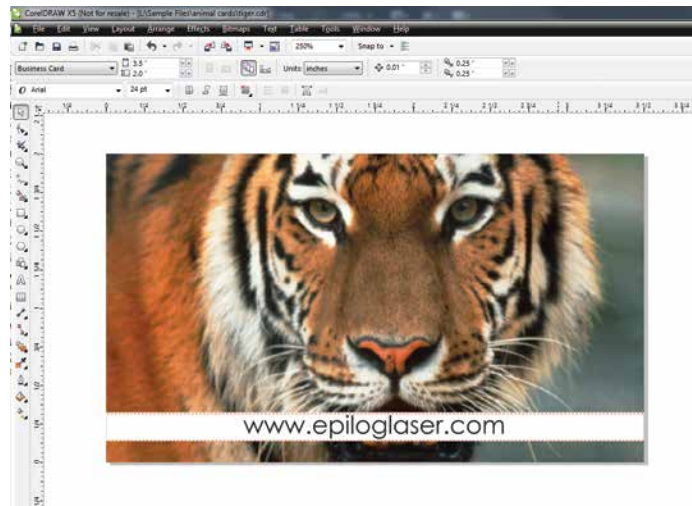 CorelDRAW X5 (Not for resale) - [L:\Sample Files\animal cards\tiger.cdr]
File Edit View Layout Arrange Effects Bitmaps Text Table Tools Window Help
250% Snap to
Business Card 3.5" 2.0" Units: inches 0.01" 0.25" 0.25"
Arial 24 pt
www.epiloglaser.com